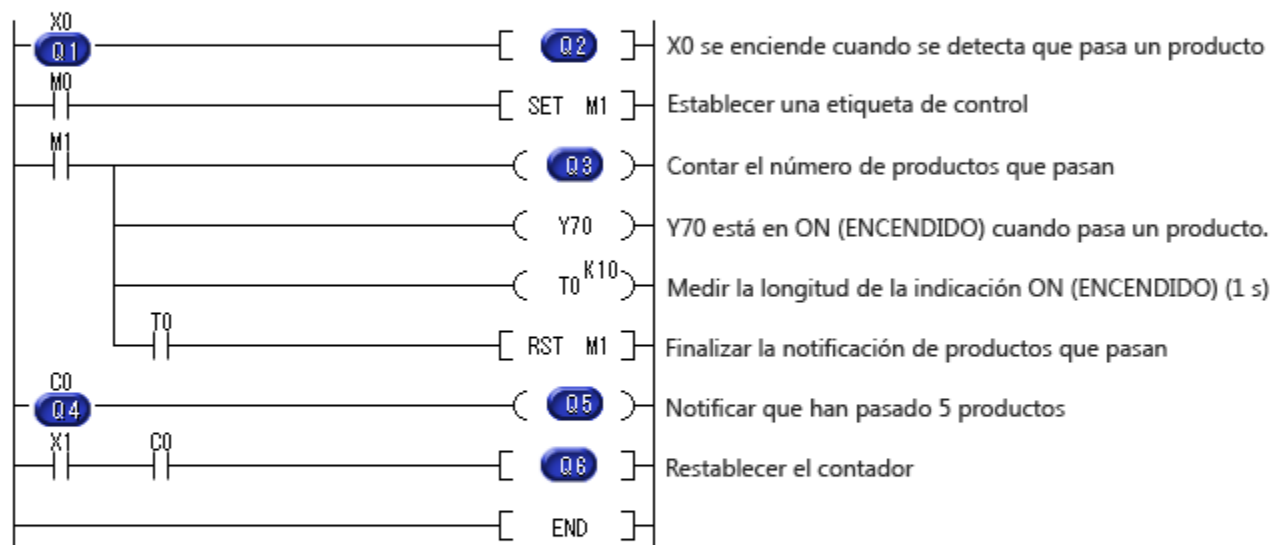 X0
Q1 Q2 X0 se enciende cuando se detecta que pasa un producto
M0
SET M1 Establecer una etiqueta de control
M1
Q3 Contar el número de productos que pasan
Y70 Y70 está en ON (ENCENDIDO) cuando pasa un producto.
T0 K10 Medir la longitud de la indicación ON (ENCENDIDO) (1 s)
T0
RST M1 Finalizar la notificación de productos que pasan
C0
Q4 Q5 Notificar que han pasado 5 productos
X1 C0
Q6 Restablecer el contador
END